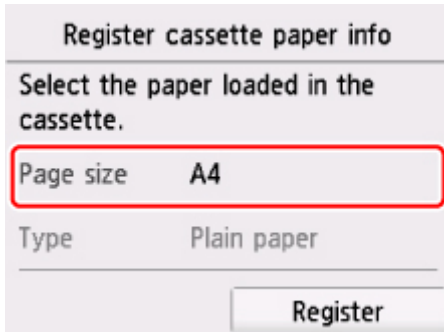 Register cassette paper info
Select the paper loaded in the
cassette.
Page size A4
Type Plain paper
Register